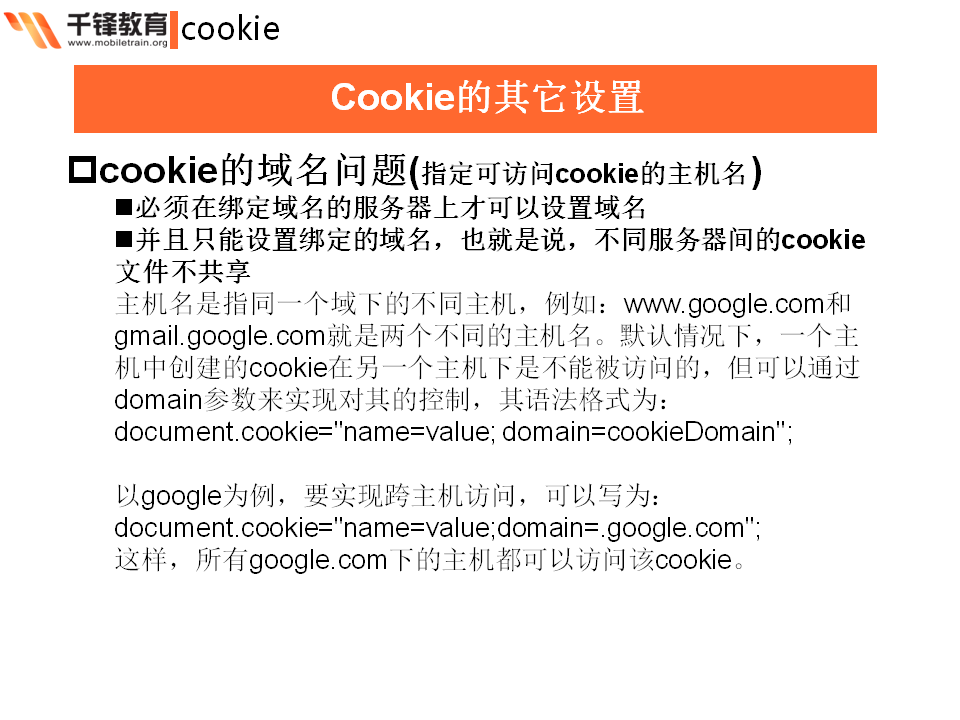 千锋教育
www.mobiletrain.org
cookie
Cookie的其它设置
cookie的域名问题(指定可访问cookie的主机名)
必须在绑定域名的服务器上才可以设置域名
并且只能设置绑定的域名，也就是说，不同服务器间的cookie
文件不共享
主机名是指同一个域下的不同主机，例如：www.google.com和
gmail.google.com就是两个不同的主机名。默认情况下，一个主
机中创建的cookie在另一个主机下是不能被访问的，但可以通过
domain参数来实现对其的控制，其语法格式为：
document.cookie="name=value; domain=cookieDomain";
以google为例，要实现跨主机访问，可以写为：
document.cookie="name=value;domain=.google.com";
这样，所有google.com下的主机都可以访问该cookie。